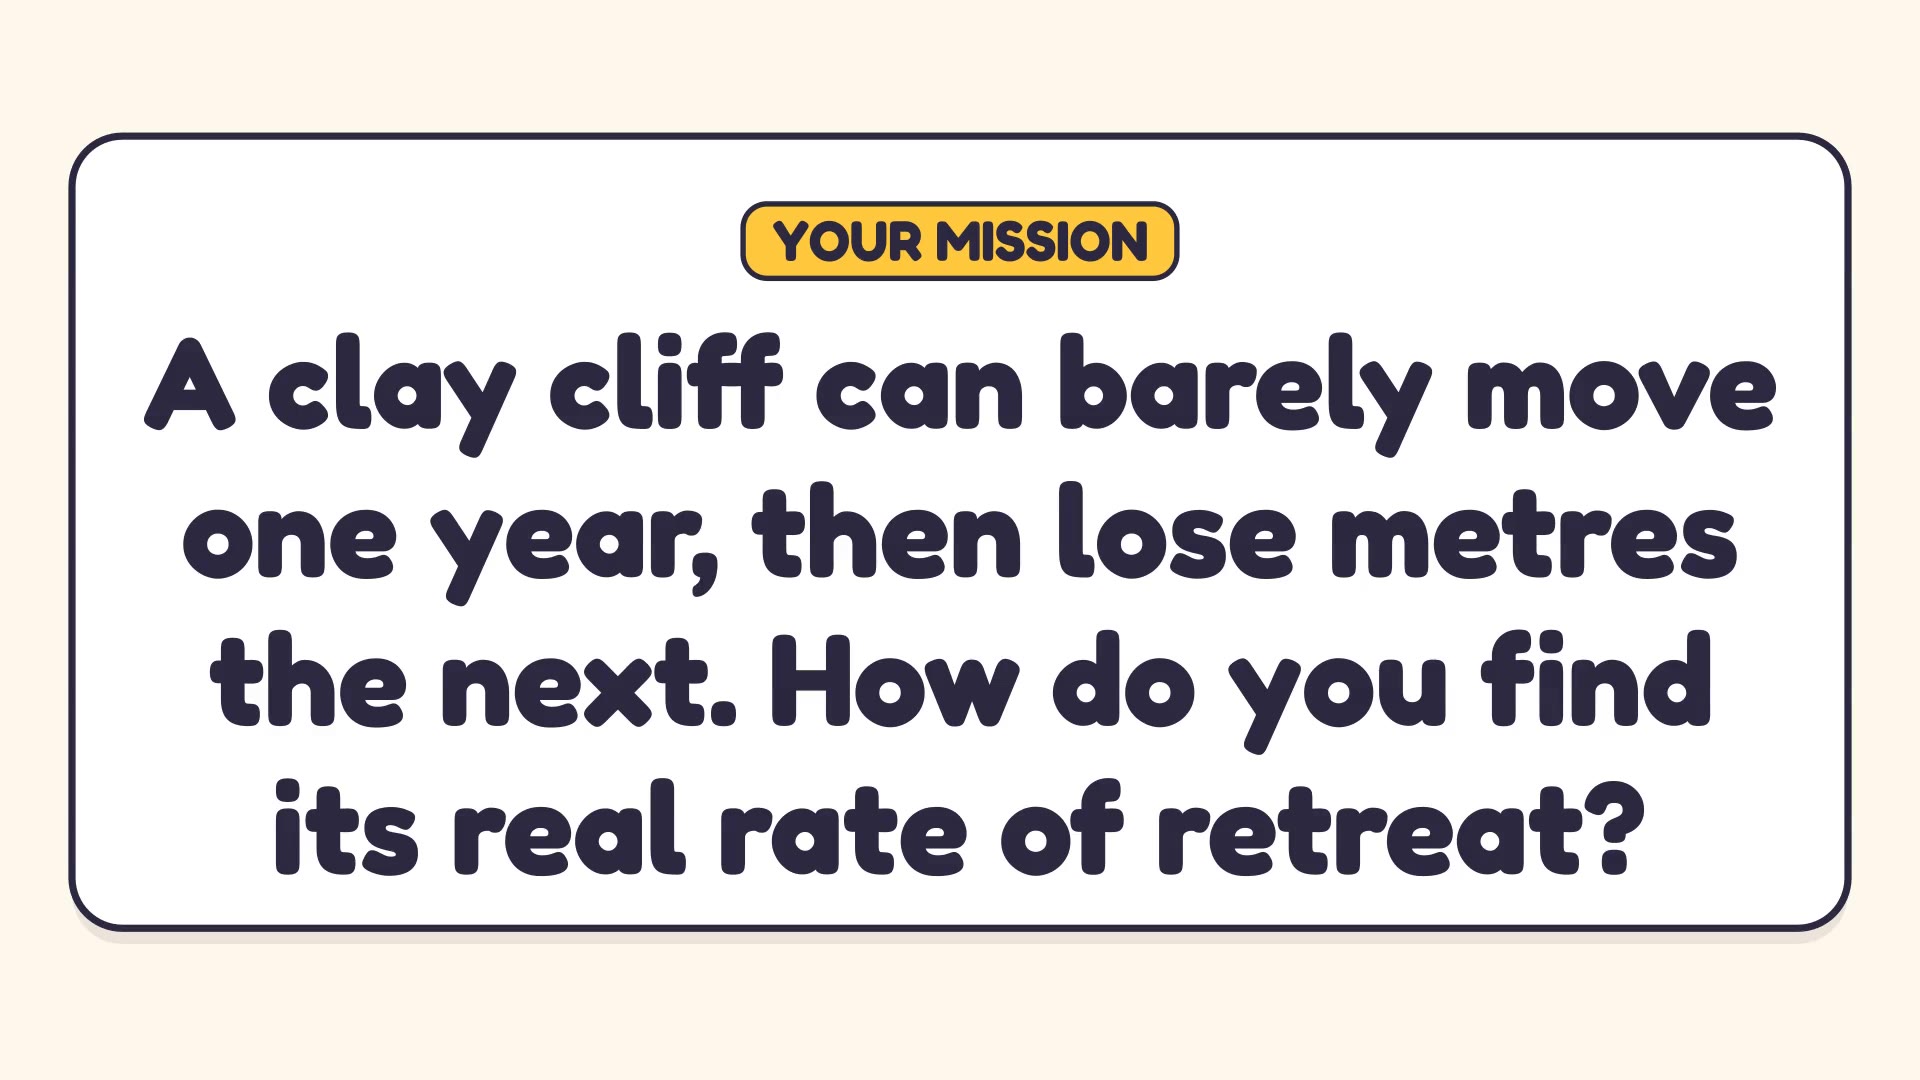 YOUR MISSION
A clay cliff can barely move
one year, then lose metres
the next. How do you find
its real rate of retreat?